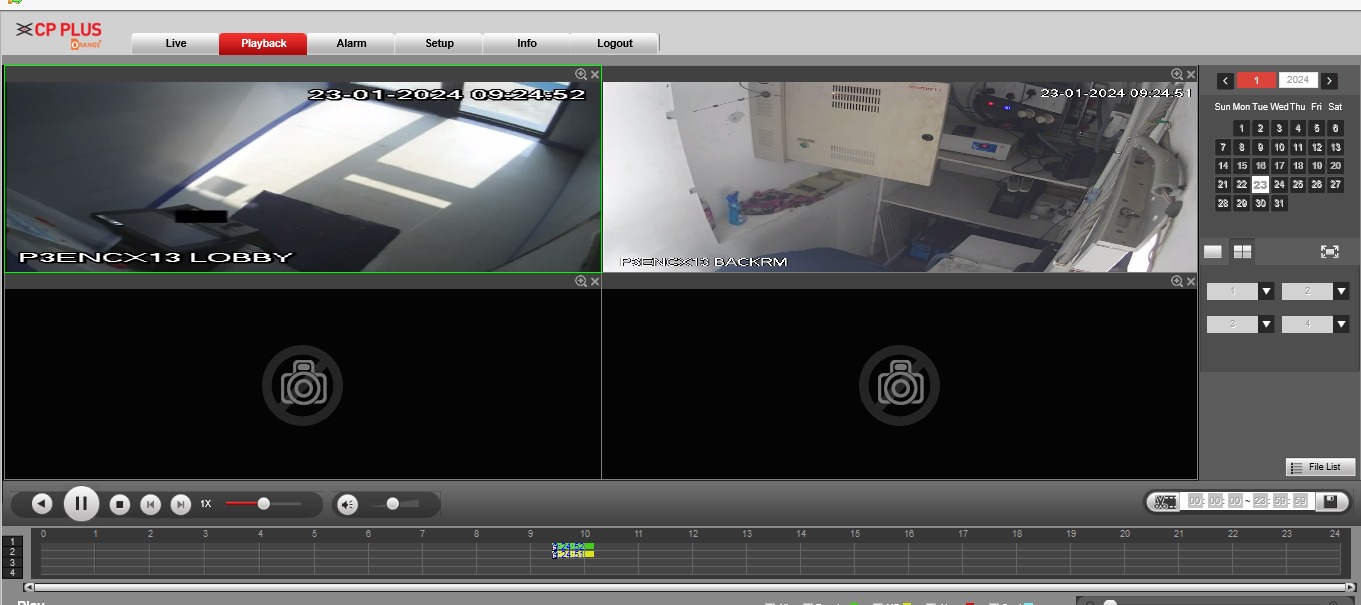 CP PLUS
ORANGE
Live Playback Alarm Setup Info Logout
23-01-2024 09:24:52
P3ENCX13 LOBBY
23-01-2024 09:24:51
P3ENCX13 BACKRM
1 2024
Sun Mon Tue Wed Thu Fri Sat
1 2 3 4 5 6
7 8 9 10 11 12 13
14 15 16 17 18 19 20
21 22 23 24 25 26 27
28 29 30 31
1 2
3 4
File List
1X
00: 00: 00 ~ 23: 59: 59
0 1 2 3 4 5 6 7 8 9 10 11 12 13 14 15 16 17 18 19 20 21 22 23 24
1
2
3
4
Play